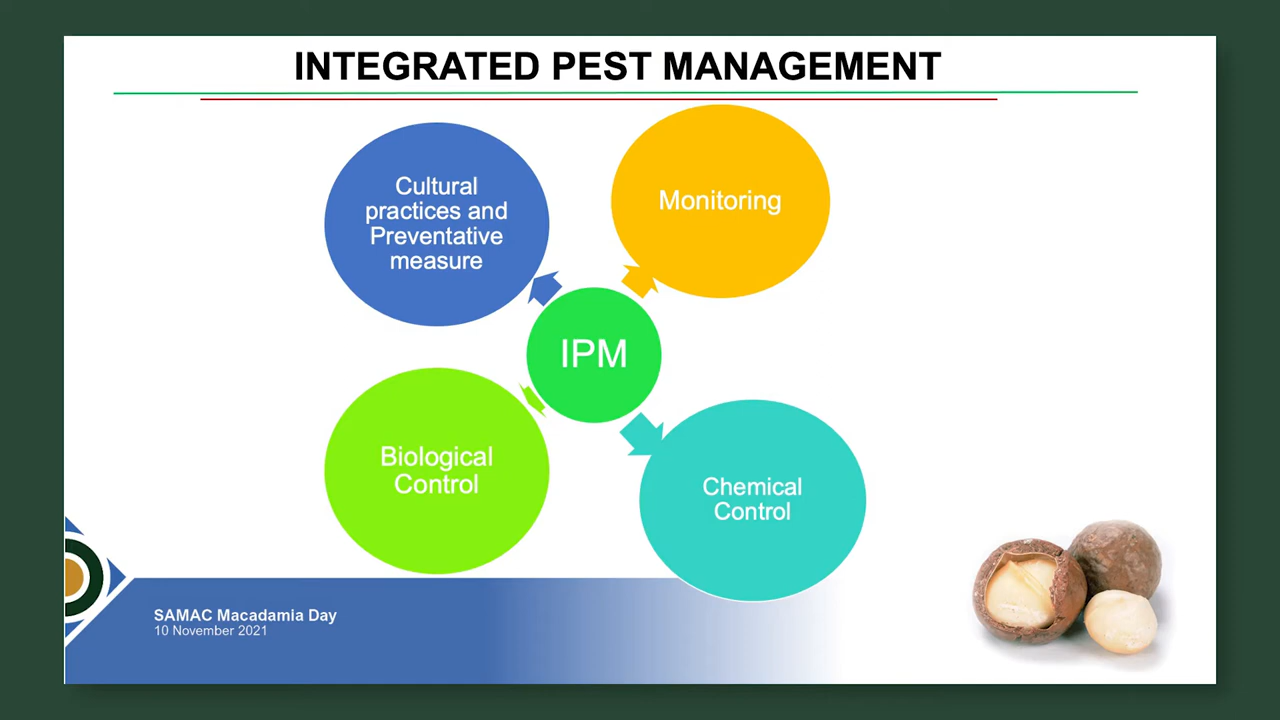 INTEGRATED PEST MANAGEMENT
Cultural
practices and
Preventative
measure
Monitoring
IPM
Biological
Control
Chemical
Control
SAMAC Macadamia Day
10 November 2021